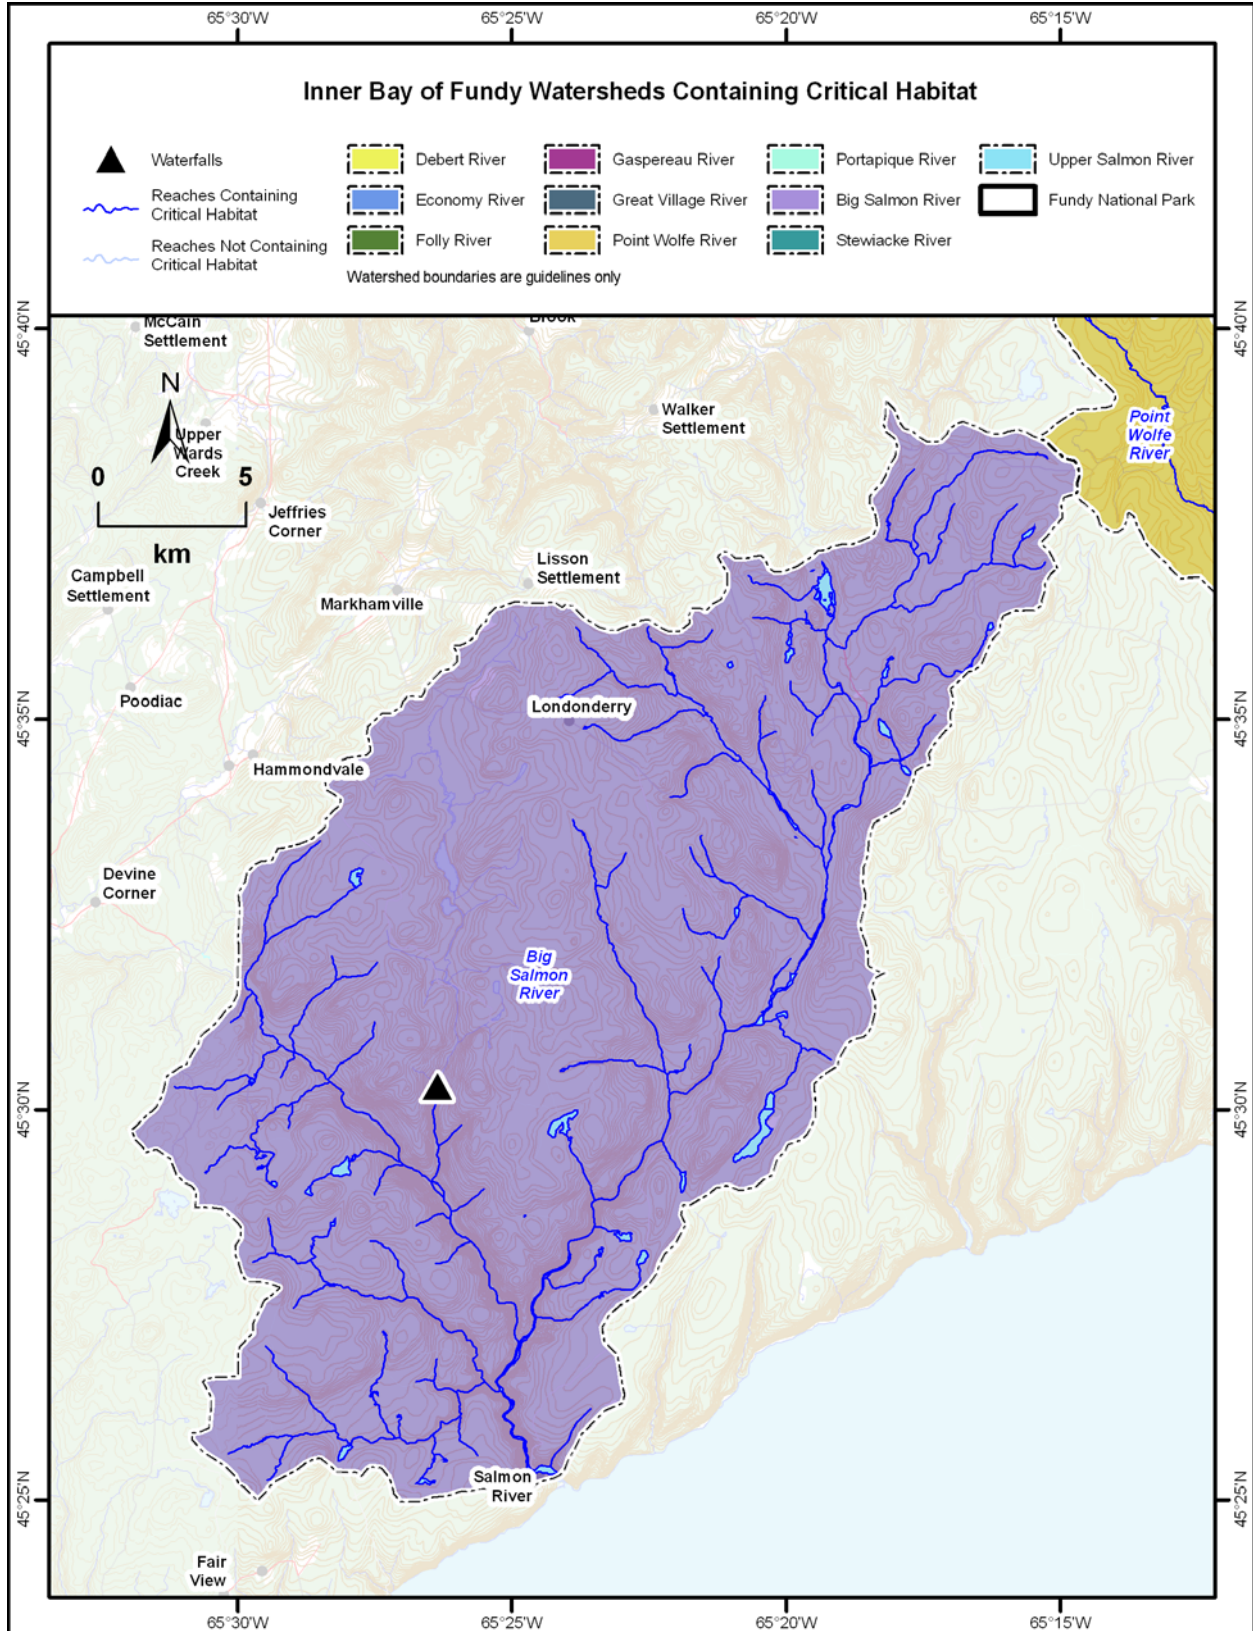 65°30'W 65°25'W 65°20'W 65°15'W
Inner Bay of Fundy Watersheds Containing Critical Habitat
Waterfalls
Reaches Containing
Critical Habitat
Reaches Not Containing
Critical Habitat
Debert River
Economy River
Folly River
Gaspereau River
Great Village River
Point Wolfe River
Portapique River
Big Salmon River
Stewiacke River
Upper Salmon River
Fundy National Park
Watershed boundaries are guidelines only
45°40'N
45°40'N
McCain
Settlement
Brook
N
Upper
Wards
Creek
0 5
km
Walker
Settlement
Point
Wolfe
River
Jeffries
Corner
Campbell
Settlement
Lisson
Settlement
Markhamville
Poodiac
Londonderry
45°35'N
45°35'N
Hammondvale
Devine
Corner
Big
Salmon
River
45°30'N
45°30'N
Salmon
River
45°25'N
45°25'N
Fair
View
65°30'W 65°25'W 65°20'W 65°15'W